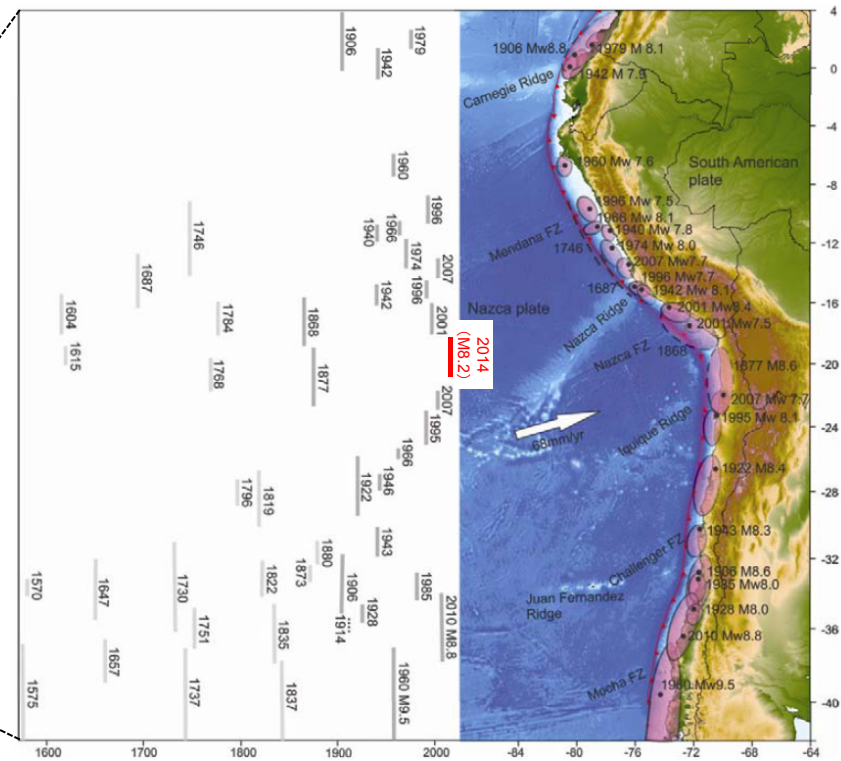 1906
1979
1942
1960
1996
1746
1966
1940
1974
2007
1687
1996
1942
1604
1784
1868
2001
1615
1768
1877
2014
(M8.2)
2007
1995
1966
1946
1922
1796
1819
1943
1880
1873
1570
1647
1730
1822
1906
1985
1928
1914
2010 M8.8
1751
1835
1657
1575
1737
1837
1960 M9.5
1600
1700
1800
1900
2000
1906 Mw8.8
1979 M 8.1
Carnegie Ridge
1942 M 7.9
1960 Mw 7.6
South American
plate
1996 Mw 7.5
1966 Mw 8.1
Mendana FZ
1940 Mw 7.8
1746
1974 Mw 8.0
2007 Mw7.7
1996 Mw7.7
1687
1942 Mw 8.1
Nazca plate
Nazca Ridge
2001 Mw8.4
2001 Mw7.5
Nazca FZ
1868
1877 M8.6
2007 Mw 7.7
68mm/yr
Iquique Ridge
1995 Mw 8.1
1922 M8.4
1943 M8.3
Challenger FZ
1906 M8.6
1985 Mw8.0
Juan Fernandez
Ridge
1928 M8.0
2010 Mw8.8
Mocha FZ
1960 Mw9.5
4
0
-4
-8
-12
-16
-20
-24
-28
-32
-36
-40
-84
-80
-76
-72
-68
-64